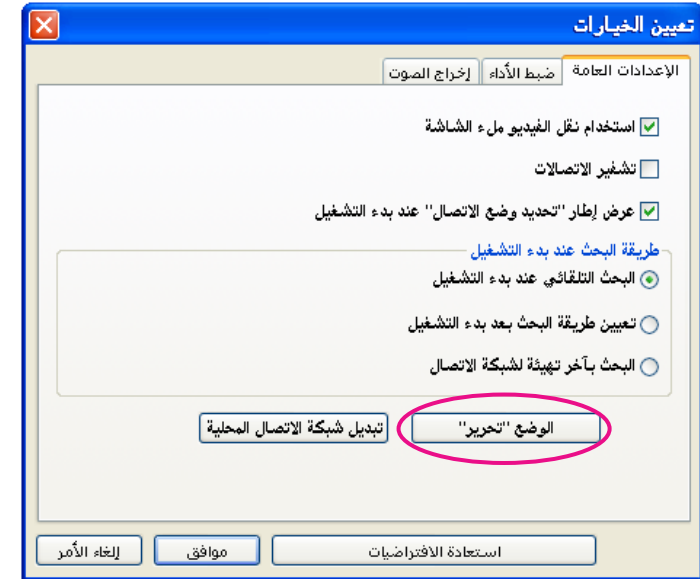 تعيين الخيارات
الإعدادات العامة ضبط الأداء إخراج الصوت
استخدام نقل الفيديو ملء الشاشة
تشفير الاتصالات
عرض إطار "تحديد وضع الاتصال" عند بدء التشغيل
طريقة البحث عند بدء التشغيل
البحث التلقائي عند بدء التشغيل
تعيين طريقة البحث بعد بدء التشغيل
البحث بآخر تهيئة لشبكة الاتصال
الوضع "تحرير" تبديل شبكة الاتصال المحلية
استعادة الافتراضيات موافق إلغاء الأمر